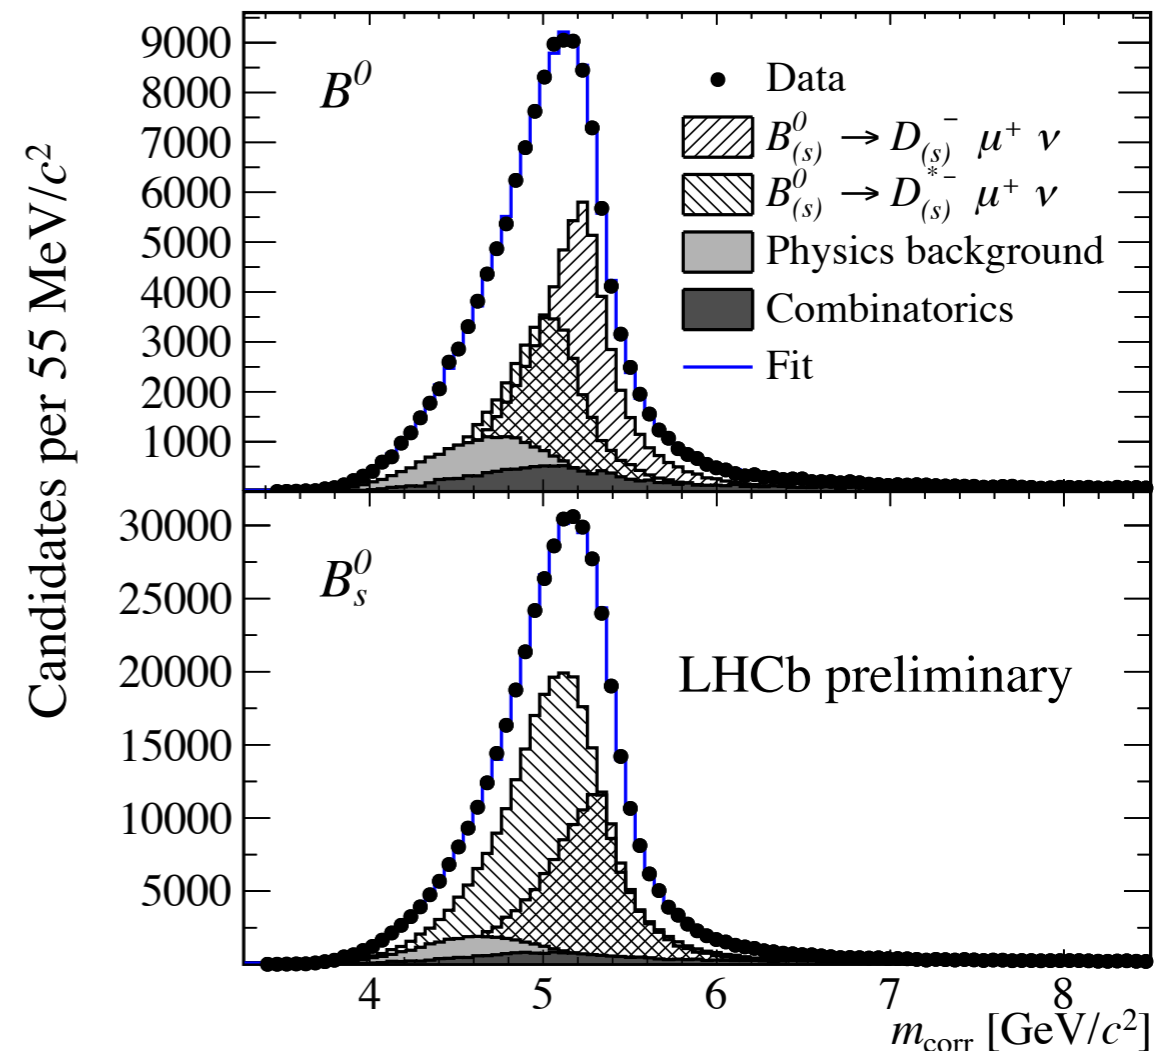 Candidates per 55 MeV/c²
9000
8000
7000
6000
5000
4000
3000
2000
1000
B⁰
Data
B⁰₍ₛ₎ → D₍ₛ₎⁻ μ⁺ ν
B⁰₍ₛ₎ → D₍ₛ₎*⁻ μ⁺ ν
Physics background
Combinatorics
Fit
30000
25000
20000
15000
10000
5000
B⁰ₛ
LHCb preliminary
4 5 6 7 8
m_corr [GeV/c²]